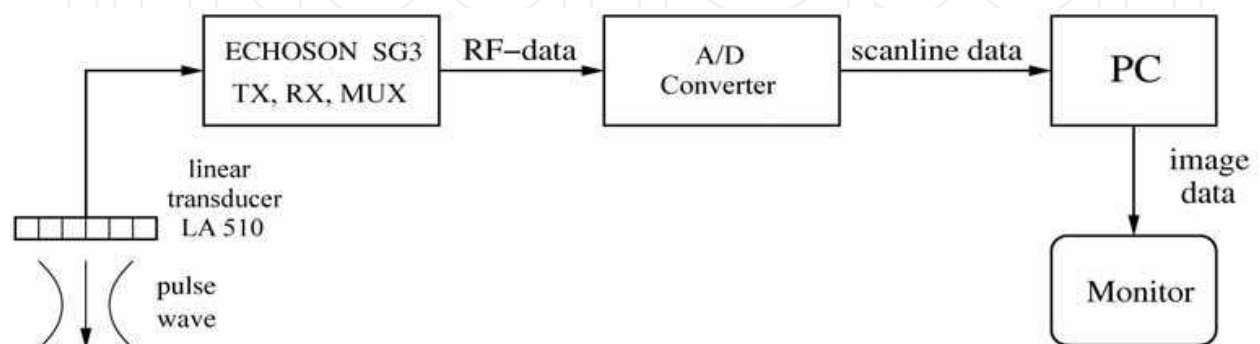 ECHOSON SG3
TX, RX, MUX
RF-data
A/D
Converter
scanline data
PC
image
data
Monitor
linear
transducer
LA 510
pulse
wave